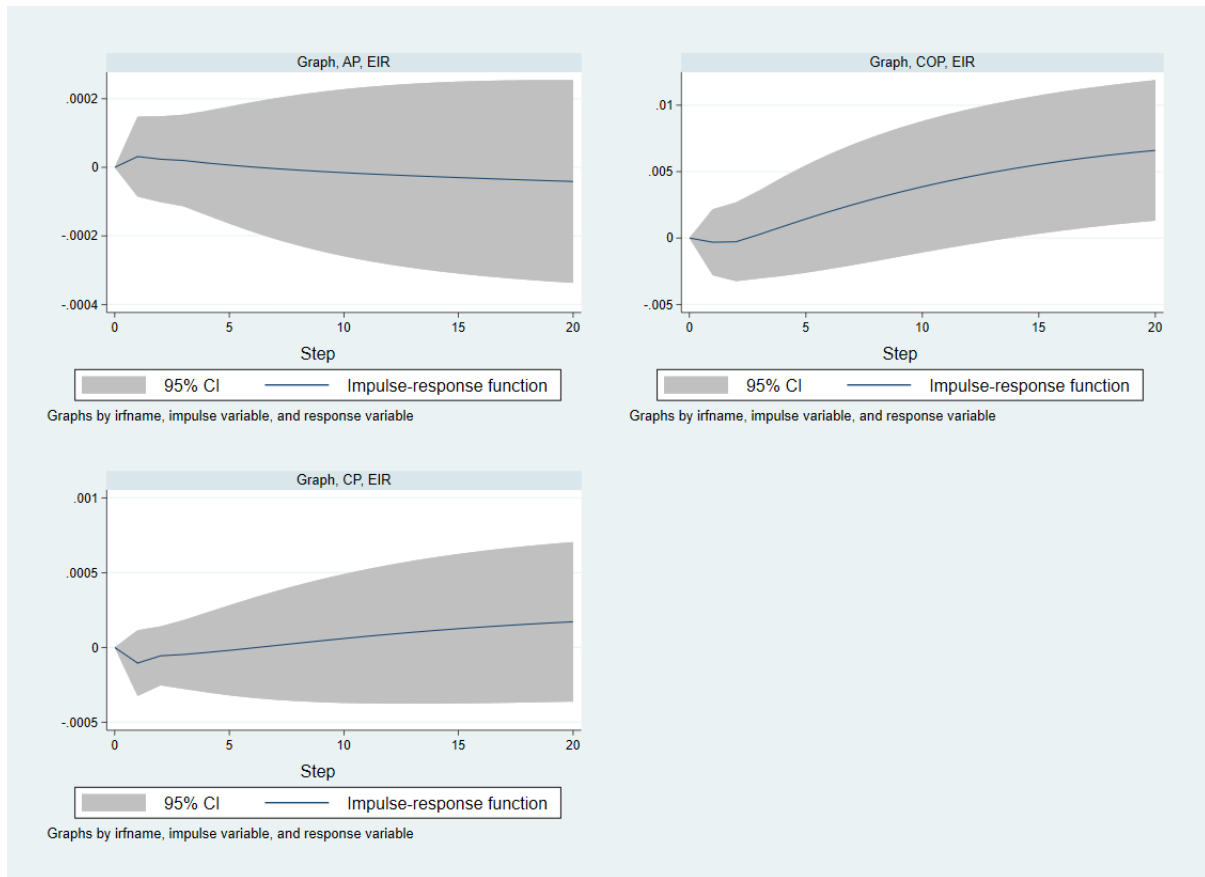 Graph, AP, EIR
.0002
0
-.0002
-.0004
0 5 10 15 20
Step
95% CI Impulse-response function
Graphs by irfname, impulse variable, and response variable
Graph, COP, EIR
.01
.005
0
-.005
0 5 10 15 20
Step
95% CI Impulse-response function
Graphs by irfname, impulse variable, and response variable
Graph, CP, EIR
.001
.0005
0
-.0005
0 5 10 15 20
Step
95% CI Impulse-response function
Graphs by irfname, impulse variable, and response variable